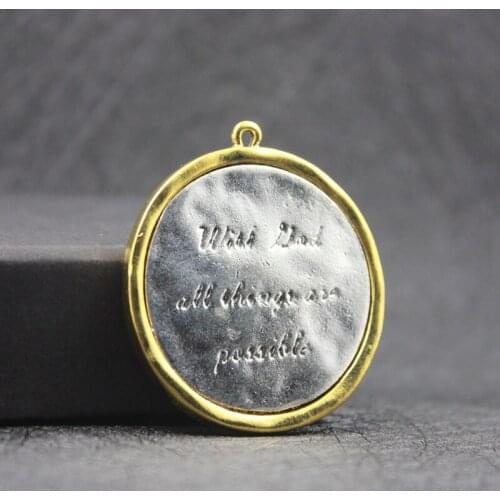 With God
all things are
possible